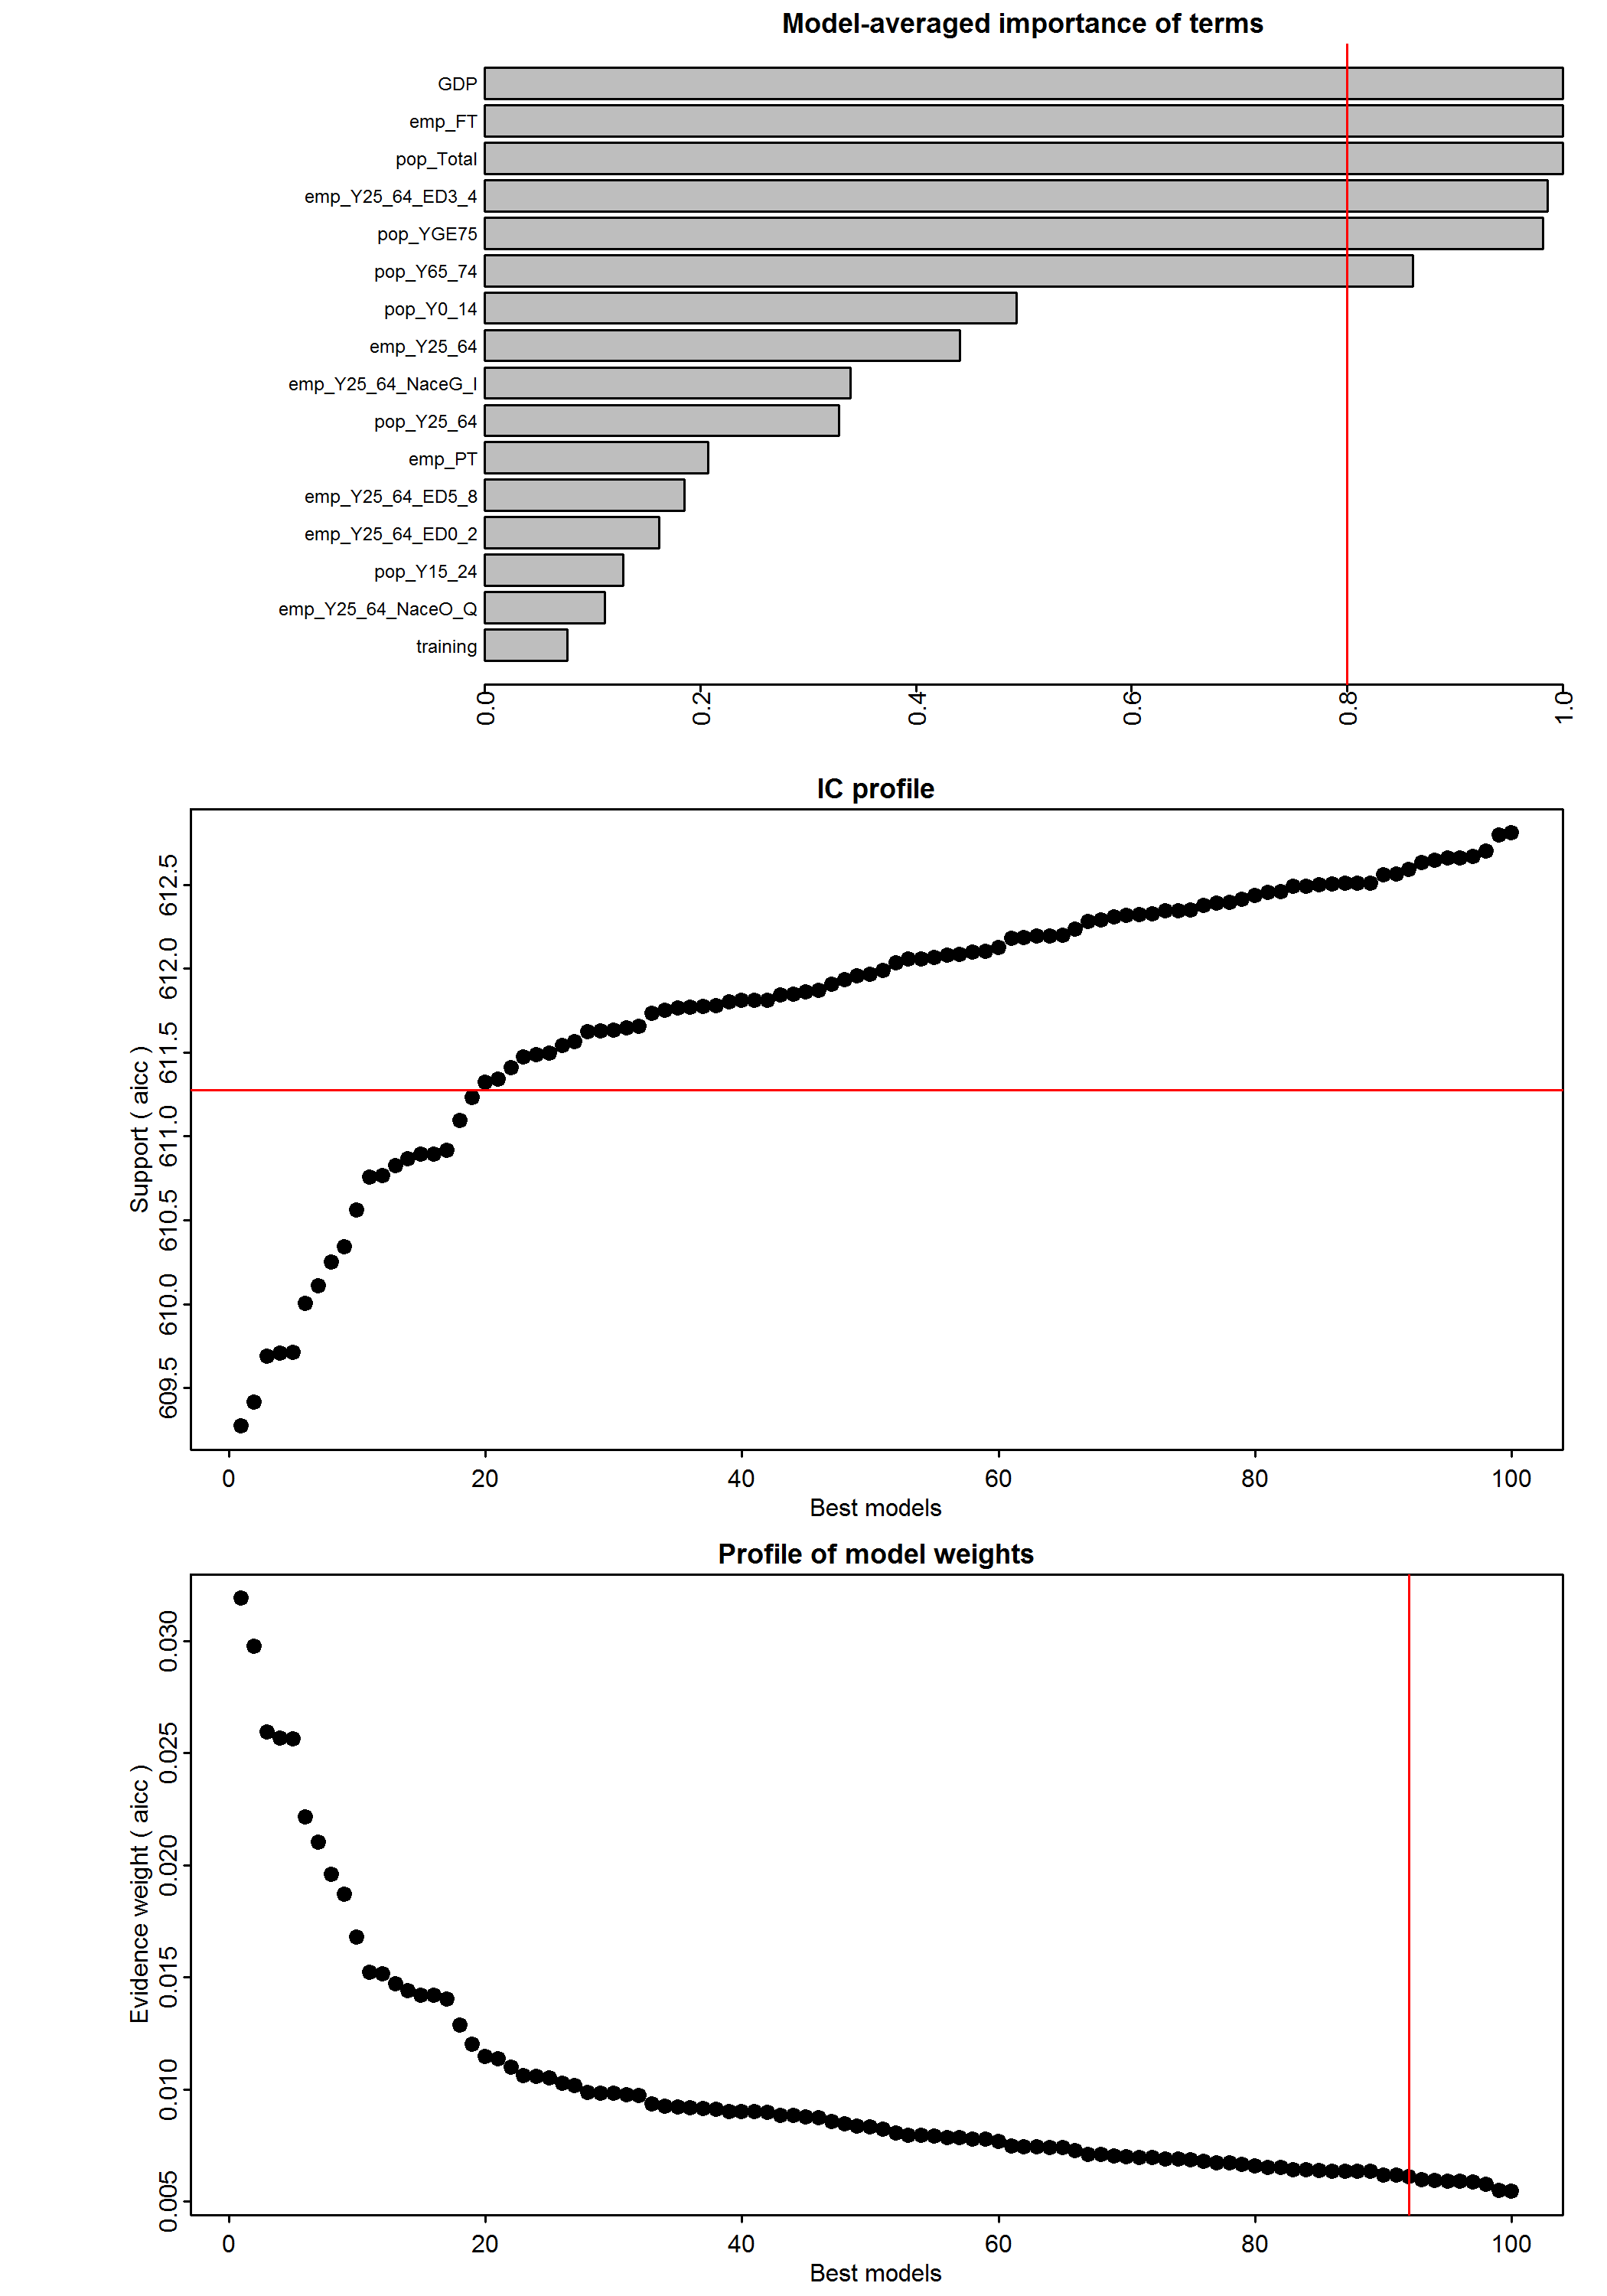 Model-averaged importance of terms
GDP
emp_FT
pop_Total
emp_Y25_64_ED3_4
pop_YGE75
pop_Y65_74
pop_Y0_14
emp_Y25_64
emp_Y25_64_NaceG_I
pop_Y25_64
emp_PT
emp_Y25_64_ED5_8
emp_Y25_64_ED0_2
pop_Y15_24
emp_Y25_64_NaceO_Q
training
0.0 0.2 0.4 0.6 0.8 1.0
IC profile
Support ( aicc )
612.5
612.0
611.5
611.0
610.5
610.0
609.5
0 20 40 60 80 100
Best models
Profile of model weights
Evidence weight ( aicc )
0.030
0.025
0.020
0.015
0.010
0.005
0 20 40 60 80 100
Best models